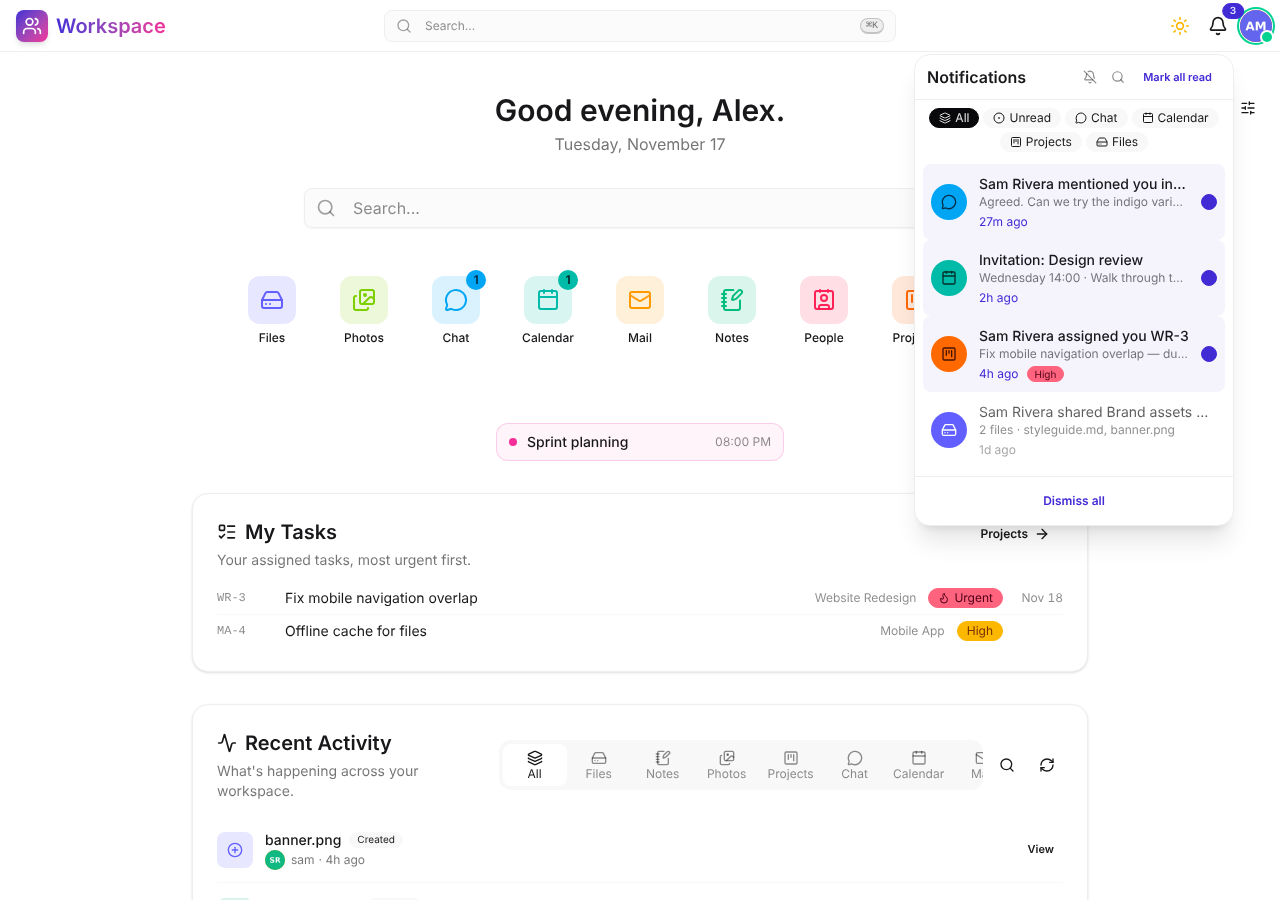 Workspace
Search...
⌘K
3
AM
Good evening, Alex.
Tuesday, November 17
Search...
Files
Photos
1
Chat
1
Calendar
Mail
Notes
People
Proj
Sprint planning 08:00 PM
Notifications
Mark all read
All
Unread
Chat
Calendar
Projects
Files
Sam Rivera mentioned you in...
Agreed. Can we try the indigo vari...
27m ago
Invitation: Design review
Wednesday 14:00 · Walk through t...
2h ago
Sam Rivera assigned you WR-3
Fix mobile navigation overlap — du...
4h ago High
Sam Rivera shared Brand assets ...
2 files · styleguide.md, banner.png
1d ago
Dismiss all
My Tasks
Your assigned tasks, most urgent first.
Projects
WR-3 Fix mobile navigation overlap Website Redesign Urgent Nov 18
MA-4 Offline cache for files Mobile App High
Recent Activity
What's happening across your
workspace.
All
Files
Notes
Photos
Projects
Chat
Calendar
banner.png Created
SR sam · 4h ago
View